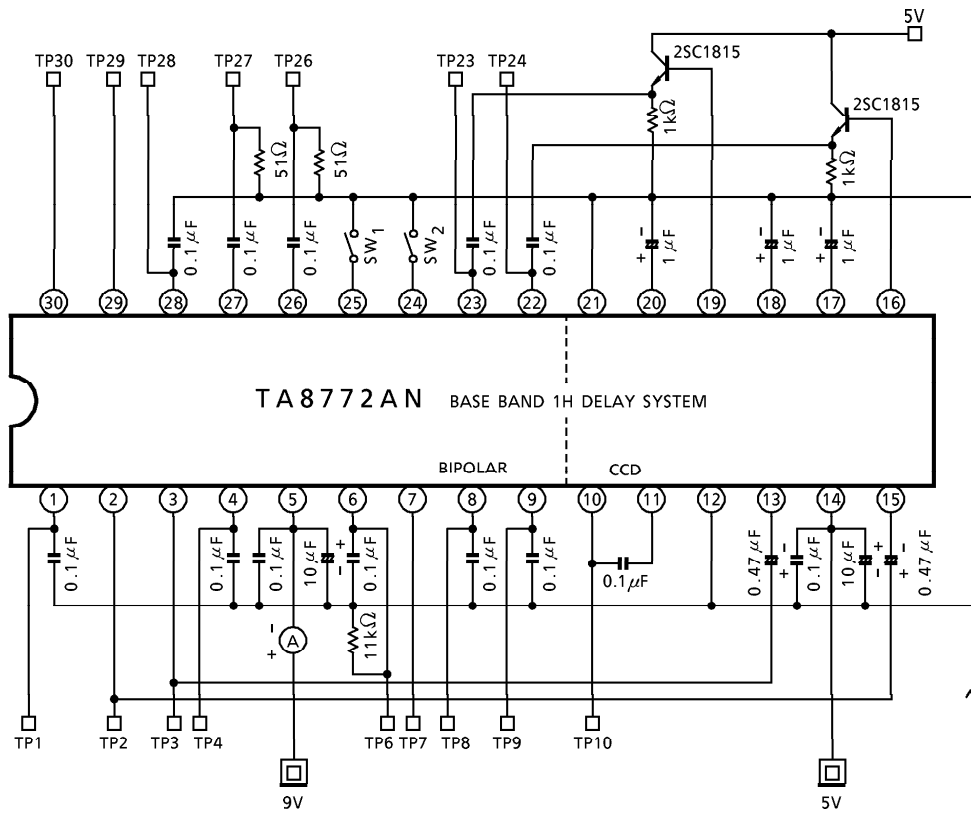 5V
TP30 TP29 TP28 TP27 TP26 TP23 TP24
2SC1815
2SC1815
51Ω 51Ω 1kΩ 1kΩ
0.1μF 0.1μF 0.1μF SW1 SW2 0.1μF 0.1μF - + 1μF - + 1μF - + 1μF
30 29 28 27 26 25 24 23 22 21 20 19 18 17 16
TA8772AN BASE BAND 1H DELAY SYSTEM
BIPOLAR CCD
1 2 3 4 5 6 7 8 9 10 11 12 13 14 15
0.1μF 0.1μF 0.1μF 10μF + - 0.1μF 0.1μF 0.1μF 0.1μF 0.47μF - + 0.1μF 10μF + - - + 0.47μF
- + A 11kΩ
TP1 TP2 TP3 TP4 TP6 TP7 TP8 TP9 TP10
9V 5V